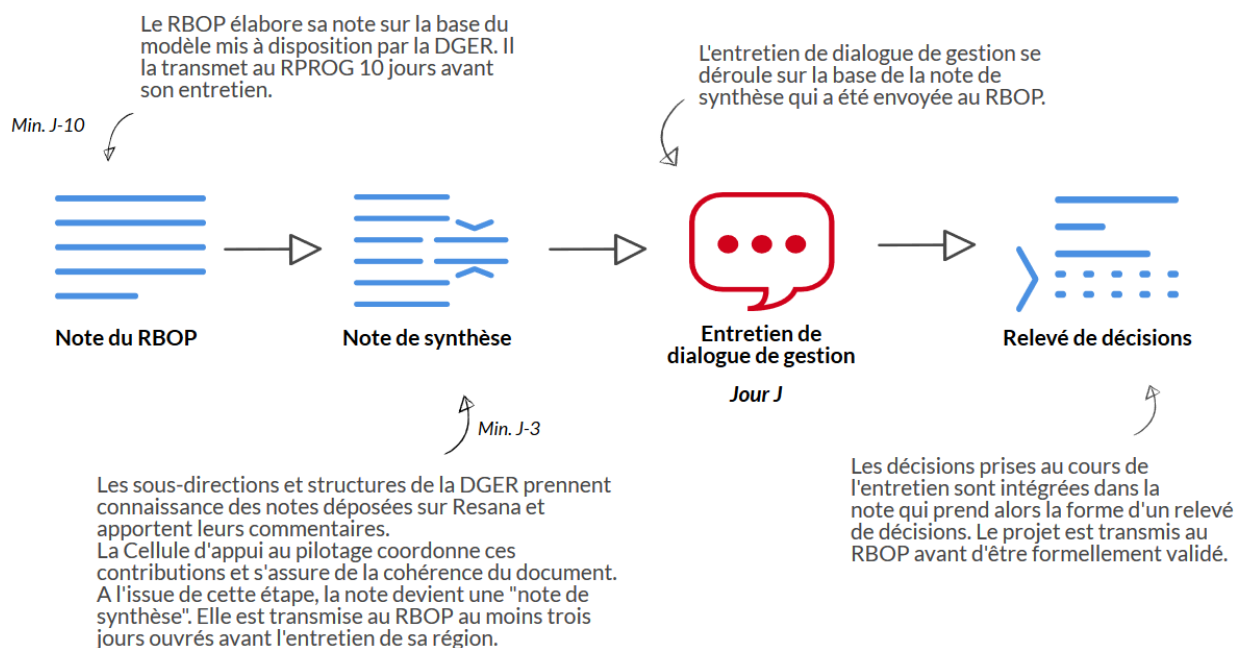 Le RBOP élabore sa note sur la base du
modèle mis à disposition par la DGER. Il
la transmet au RPROG 10 jours avant
son entretien.
L'entretien de dialogue de gestion se
déroule sur la base de la note de
synthèse qui a été envoyée au RBOP.
Min. J-10
Note du RBOP
Note de synthèse
Entretien de
dialogue de gestion
Jour J
Relevé de décisions
Min. J-3
Les sous-directions et structures de la DGER prennent
connaissance des notes déposées sur Resana et
apportent leurs commentaires.
La Cellule d'appui au pilotage coordonne ces
contributions et s'assure de la cohérence du document.
A l'issue de cette étape, la note devient une "note de
synthèse". Elle est transmise au RBOP au moins trois
jours ouvrés avant l'entretien de sa région.
Les décisions prises au cours de
l'entretien sont intégrées dans la
note qui prend alors la forme d'un relevé
de décisions. Le projet est transmis au
RBOP avant d'être formellement validé.